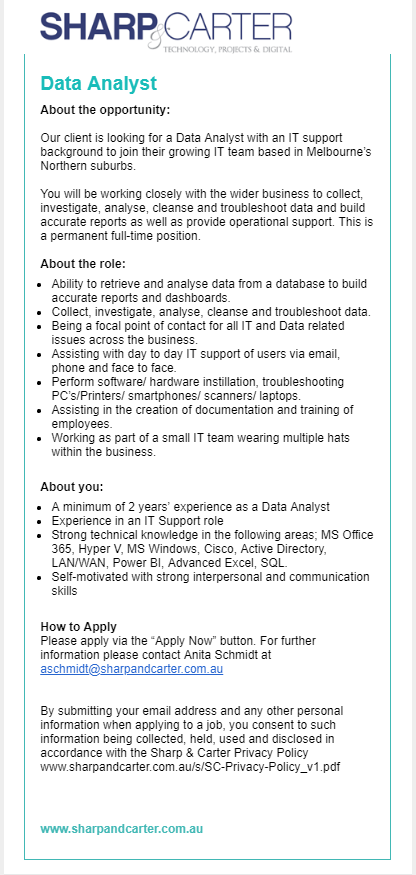 SHARP&CARTER
TECHNOLOGY, PROJECTS & DIGITAL
Data Analyst
About the opportunity:
Our client is looking for a Data Analyst with an IT support
background to join their growing IT team based in Melbourne's
Northern suburbs.
You will be working closely with the wider business to collect,
investigate, analyse, cleanse and troubleshoot data and build
accurate reports as well as provide operational support. This is
a permanent full-time position.
About the role:
• Ability to retrieve and analyse data from a database to build
accurate reports and dashboards.
• Collect, investigate, analyse, cleanse and troubleshoot data.
• Being a focal point of contact for all IT and Data related
issues across the business.
• Assisting with day to day IT support of users via email,
phone and face to face.
• Perform software/ hardware instillation, troubleshooting
PC's/Printers/ smartphones/ scanners/ laptops.
• Assisting in the creation of documentation and training of
employees.
• Working as part of a small IT team wearing multiple hats
within the business.
About you:
• A minimum of 2 years' experience as a Data Analyst
• Experience in an IT Support role
• Strong technical knowledge in the following areas; MS Office
365, Hyper V, MS Windows, Cisco, Active Directory,
LAN/WAN, Power BI, Advanced Excel, SQL.
• Self-motivated with strong interpersonal and communication
skills
How to Apply
Please apply via the “Apply Now” button. For further
information please contact Anita Schmidt at
aschmidt@sharpandcarter.com.au
By submitting your email address and any other personal
information when applying to a job, you consent to such
information being collected, held, used and disclosed in
accordance with the Sharp & Carter Privacy Policy
www.sharpandcarter.com.au/s/SC-Privacy-Policy_v1.pdf
www.sharpandcarter.com.au